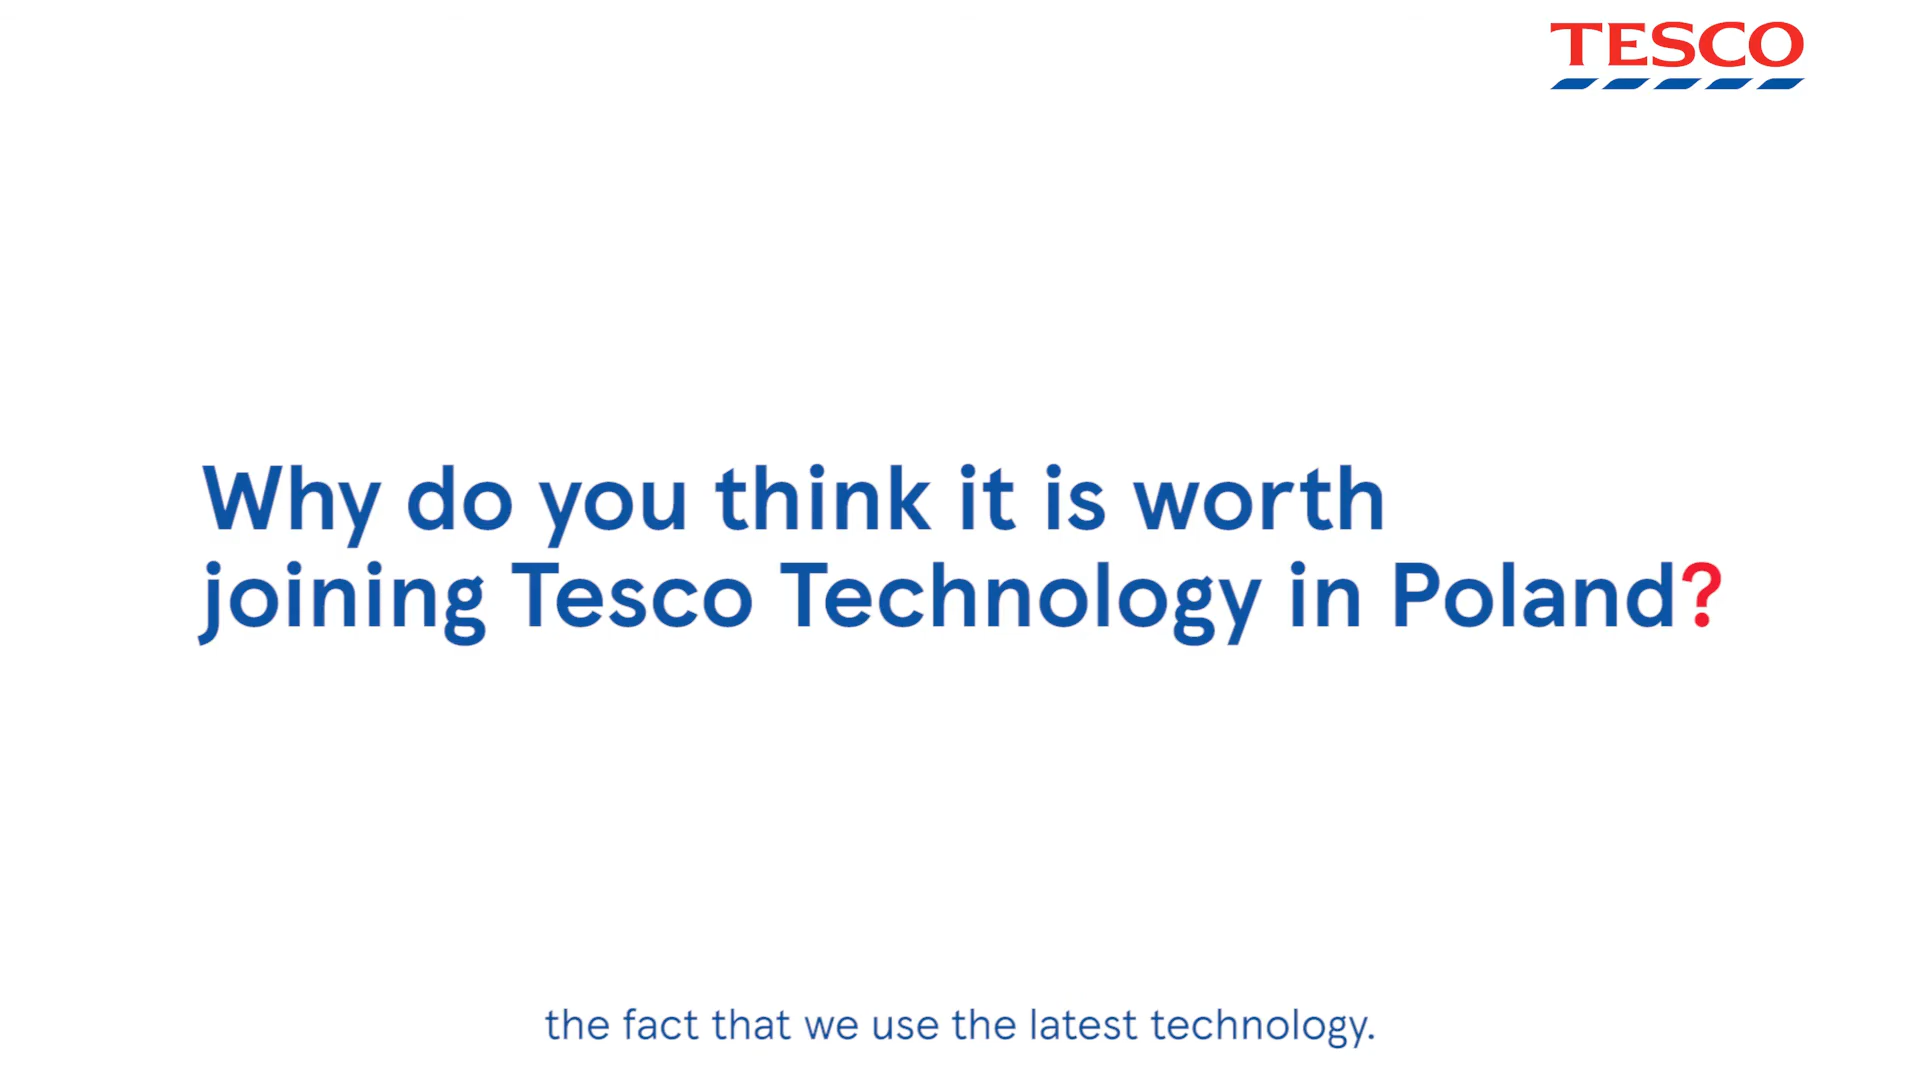 TESCO
Why do you think it is worth
joining Tesco Technology in Poland?
the fact that we use the latest technology.